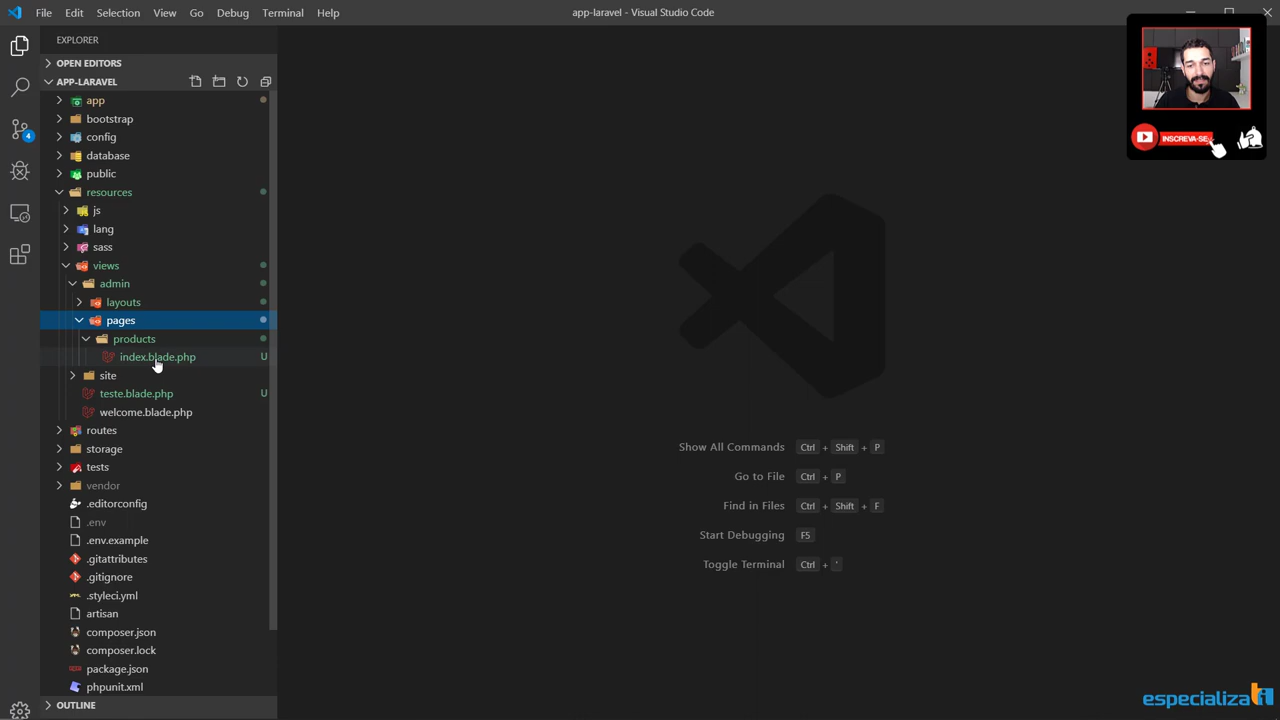 File Edit Selection View Go Debug Terminal Help
app-laravel - Visual Studio Code
EXPLORER
OPEN EDITORS
APP-LARAVEL
app
bootstrap
config
database
public
resources
js
lang
sass
views
admin
layouts
pages
products
index.blade.php U
site
teste.blade.php U
welcome.blade.php
routes
storage
tests
vendor
.editorconfig
.env
.env.example
.gitattributes
.gitignore
.styleci.yml
artisan
composer.json
composer.lock
package.json
phpunit.xml
OUTLINE
4
Show All Commands Ctrl + Shift + P
Go to File Ctrl + P
Find in Files Ctrl + Shift + F
Start Debugging F5
Toggle Terminal Ctrl + '
INSCREVA-SE
especializati